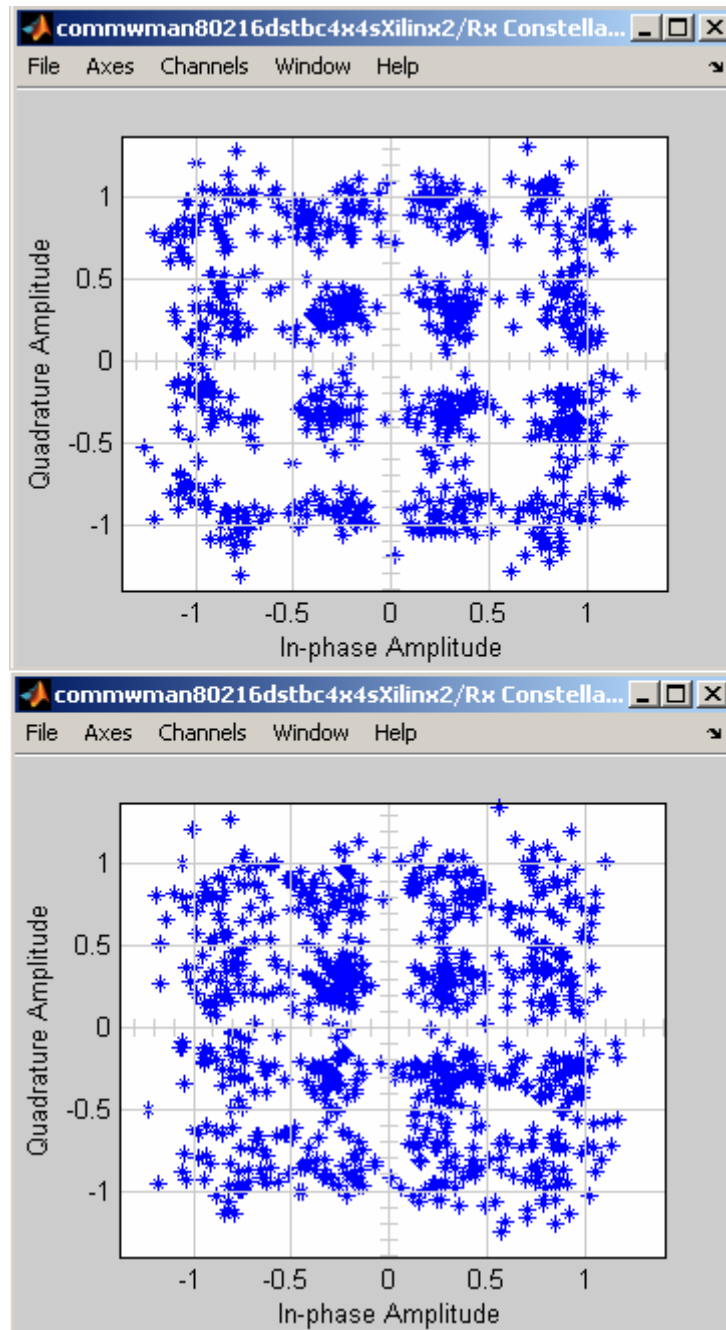 commwman80216dstbc4x4sXilinx2/Rx Constella...
File Axes Channels Window Help
1
0.5
0
-0.5
-1
Quadrature Amplitude
-1 -0.5 0 0.5 1
In-phase Amplitude
commwman80216dstbc4x4sXilinx2/Rx Constella...
File Axes Channels Window Help
1
0.5
0
-0.5
-1
Quadrature Amplitude
-1 -0.5 0 0.5 1
In-phase Amplitude